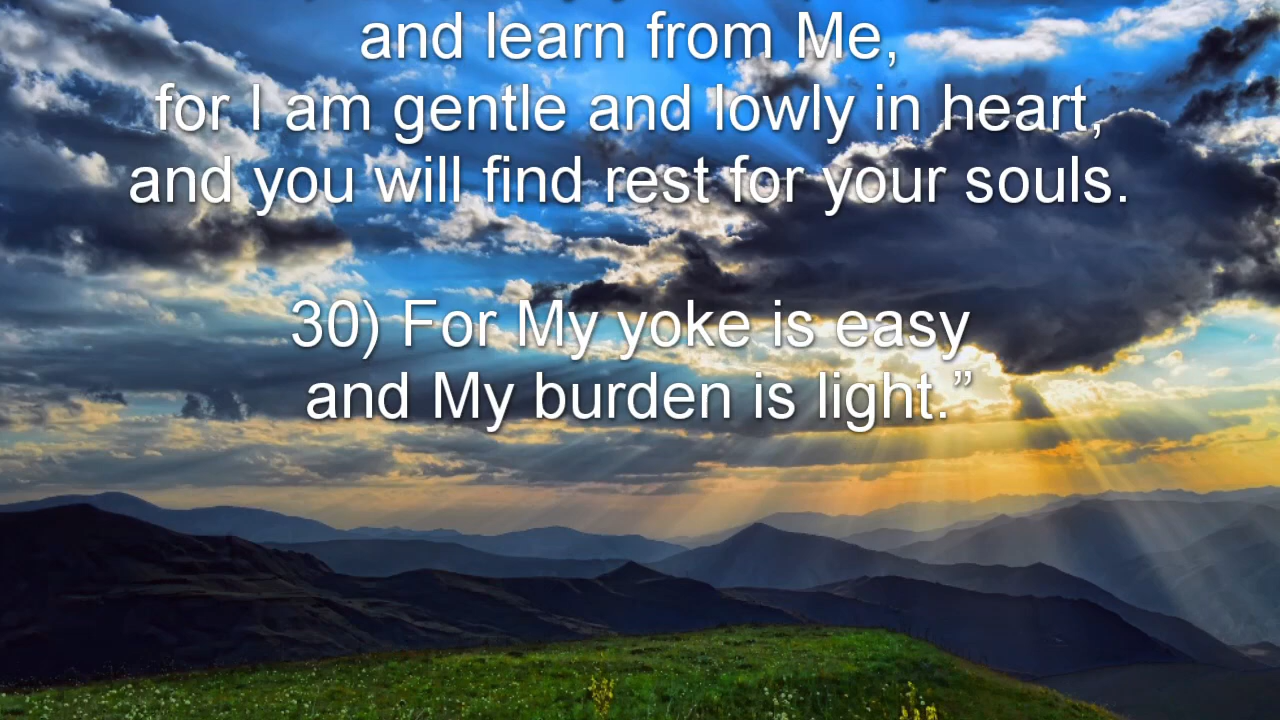 and learn from Me,
for I am gentle and lowly in heart,
and you will find rest for your souls.
30) For My yoke is easy
and My burden is light.”